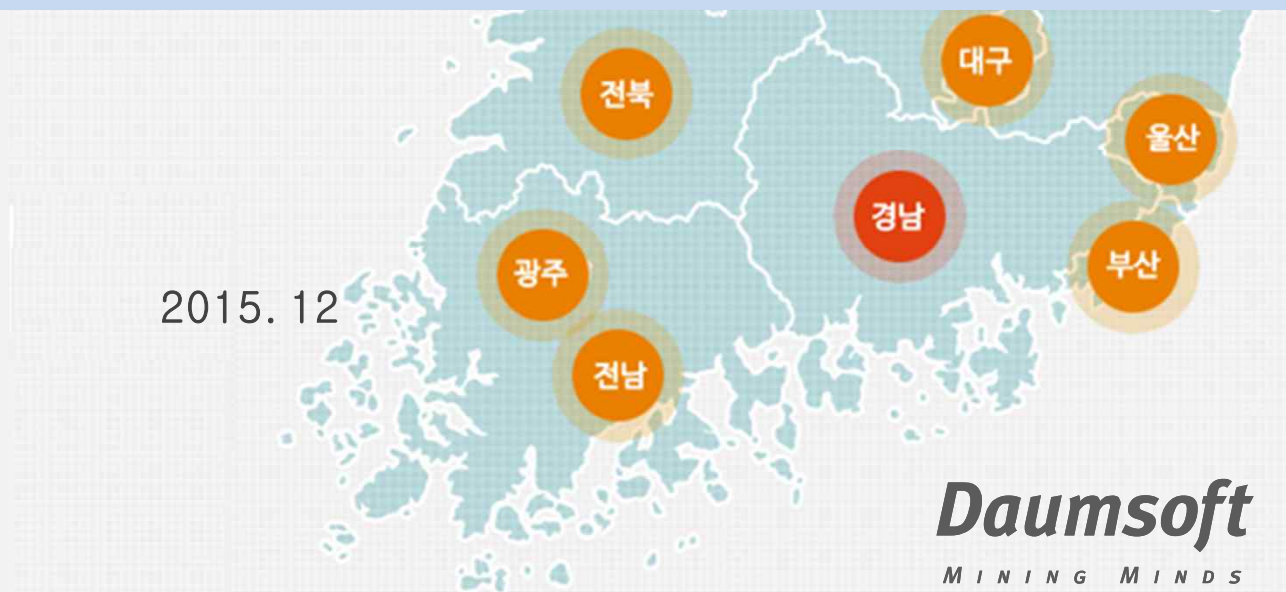 대구
전북
울산
경남
부산
광주
2015. 12
전남
Daumsoft
MINING MINDS